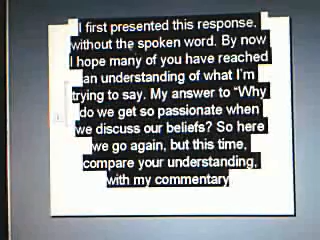 I first presented this response,
without the spoken word. By now
I hope many of you have reached
an understanding of what I'm
trying to say. My answer to "Why
do we get so passionate when
we discuss our beliefs? So here
we go again, but this time,
compare your understanding,
with my commentary